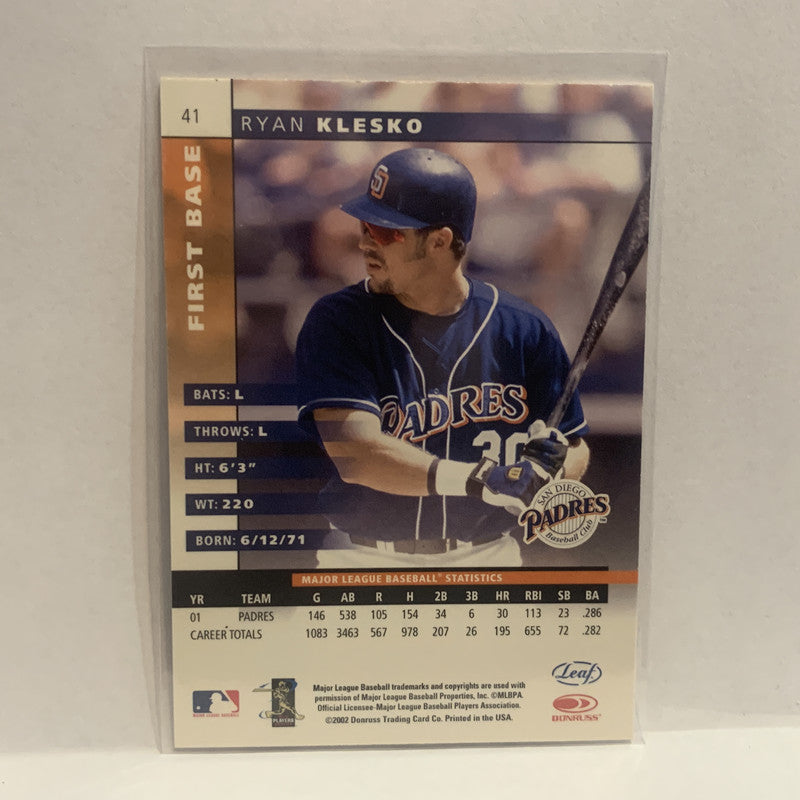 41
RYAN KLESKO
FIRST BASE
SD
PADRES
30
BATS: L
THROWS: L
HT: 6'3"
WT: 220
BORN: 6/12/71
SAN DIEGO
PADRES
Baseball Club
MAJOR LEAGUE BASEBALL® STATISTICS
YR TEAM G AB R H 2B 3B HR RBI SB BA
01 PADRES 146 538 105 154 34 6 30 113 23 .286
CAREER TOTALS 1083 3463 567 978 207 26 195 655 72 .282
Leaf
Major League Baseball trademarks and copyrights are used with
permission of Major League Baseball Properties, Inc. ©MLBPA.
Official Licensee-Major League Baseball Players Association.
©2002 Donruss Trading Card Co. Printed in the USA.
MAJOR LEAGUE BASEBALL
PLAYERS
DONRUSS